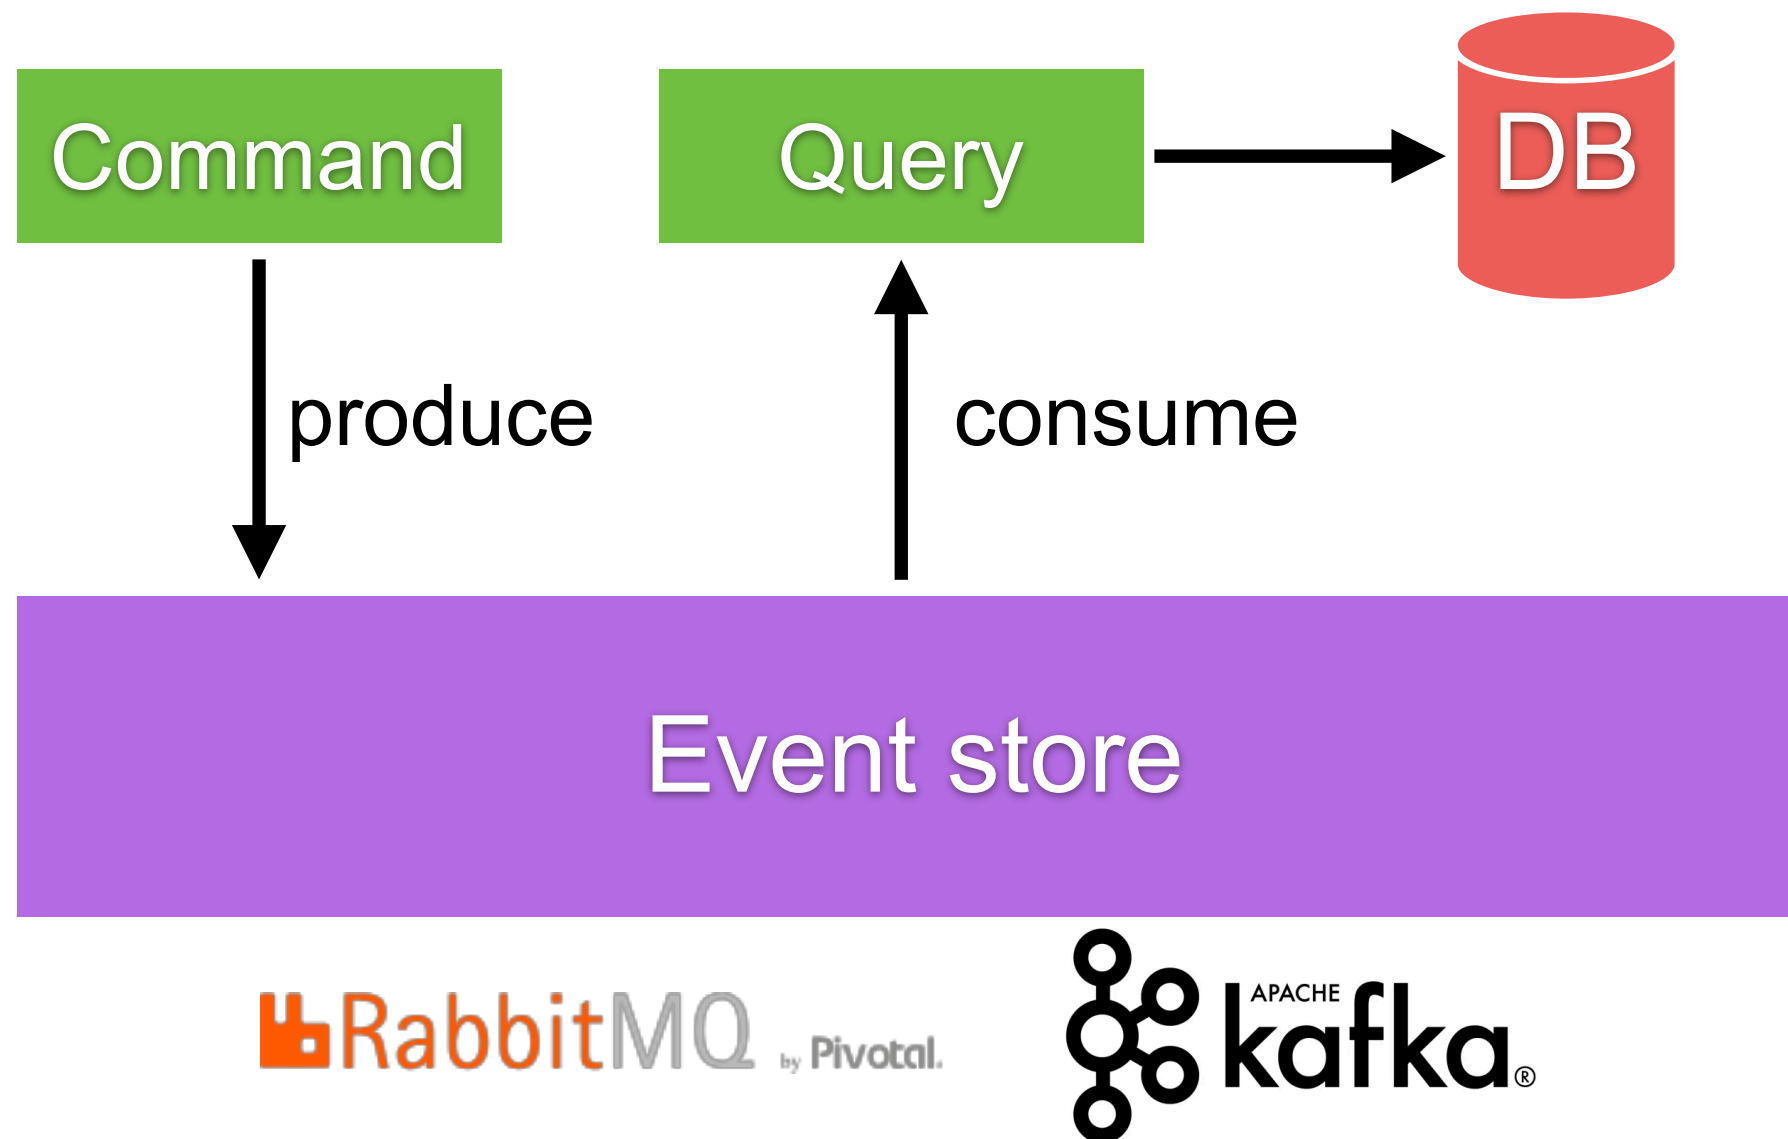 Command
Query
DB
produce
consume
Event store
RabbitMQ by Pivotal.
APACHE
kafka®